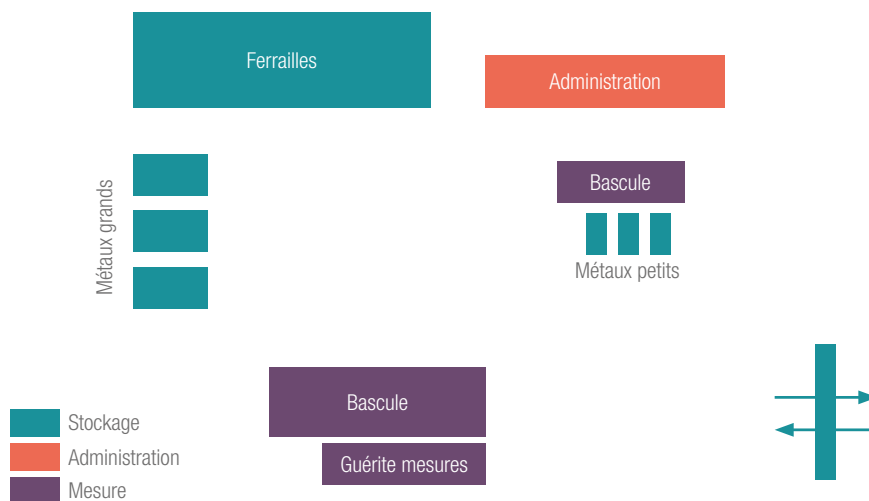 Ferrailles
Administration
Métaux grands
Bascule
Métaux petits
Bascule
Guérite mesures
Stockage
Administration
Mesure